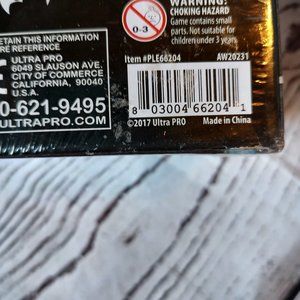 WARNING:
CHOKING HAZARD
Game contains small
parts. Not suitable for
children under 3 years.
0-3
ETAIN THIS INFORMATION
RE REFERENCE
ULTRA PRO
6049 SLAUSON AVE.
CITY OF COMMERCE
CALIFORNIA, 90040
U.S.A.
0-621-9495
ULTRAPRO.COM
Item #PLE66204 AW20231
8 03004 66204 1
©2017 Ultra PRO Made in China